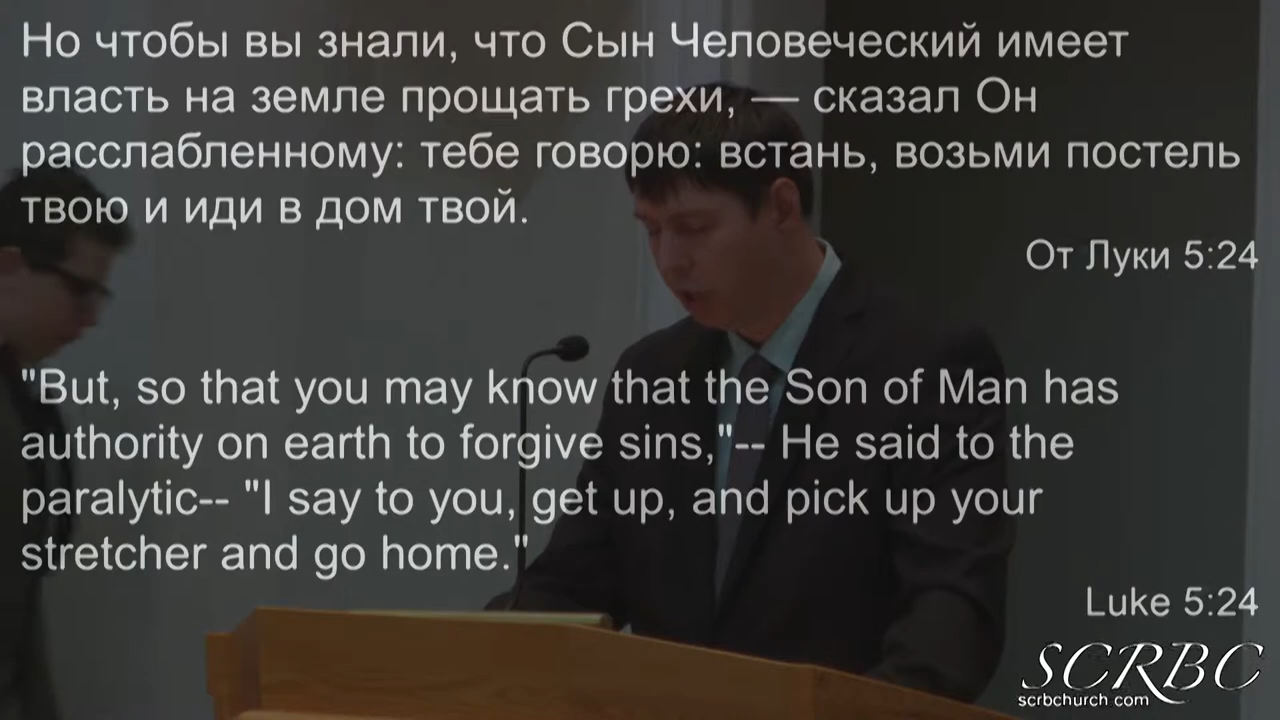 Но чтобы вы знали, что Сын Человеческий имеет
власть на земле прощать грехи, — сказал Он
расслабленному: тебе говорю: встань, возьми постель
твою и иди в дом твой.
От Луки 5:24
"But, so that you may know that the Son of Man has
authority on earth to forgive sins,"-- He said to the
paralytic-- "I say to you, get up, and pick up your
stretcher and go home."
Luke 5:24
SCRBC
scrbchurch com